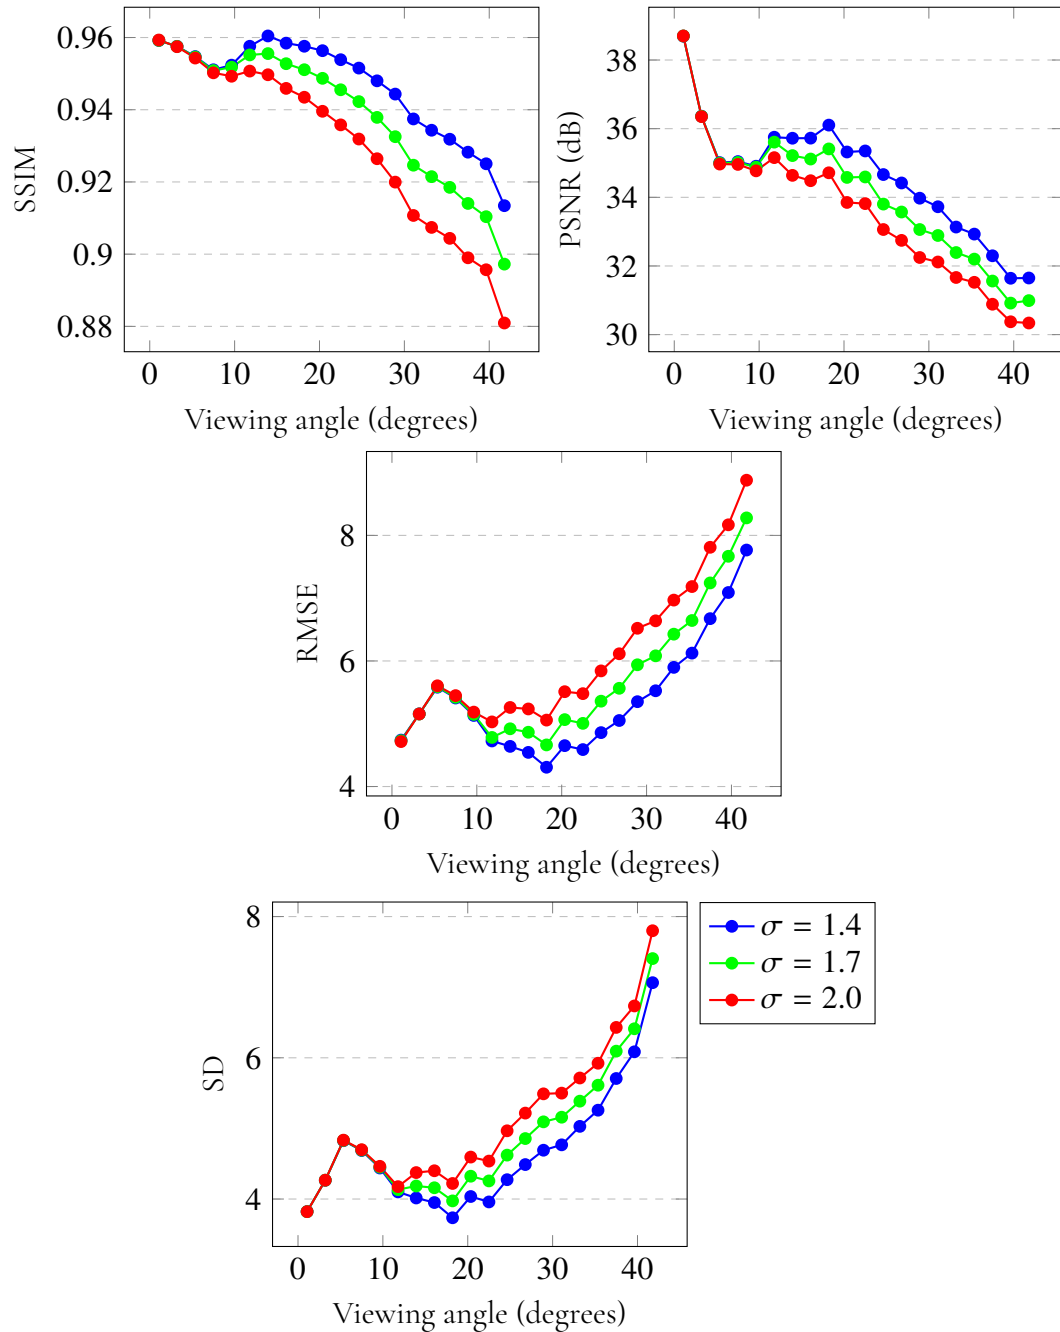 0.96
0.94
0.92
0.9
0.88
SSIM
0 10 20 30 40
Viewing angle (degrees)
38
36
34
32
30
PSNR (dB)
0 10 20 30 40
Viewing angle (degrees)
8
6
4
RMSE
0 10 20 30 40
Viewing angle (degrees)
8
6
4
SD
0 10 20 30 40
Viewing angle (degrees)
σ = 1.4
σ = 1.7
σ = 2.0